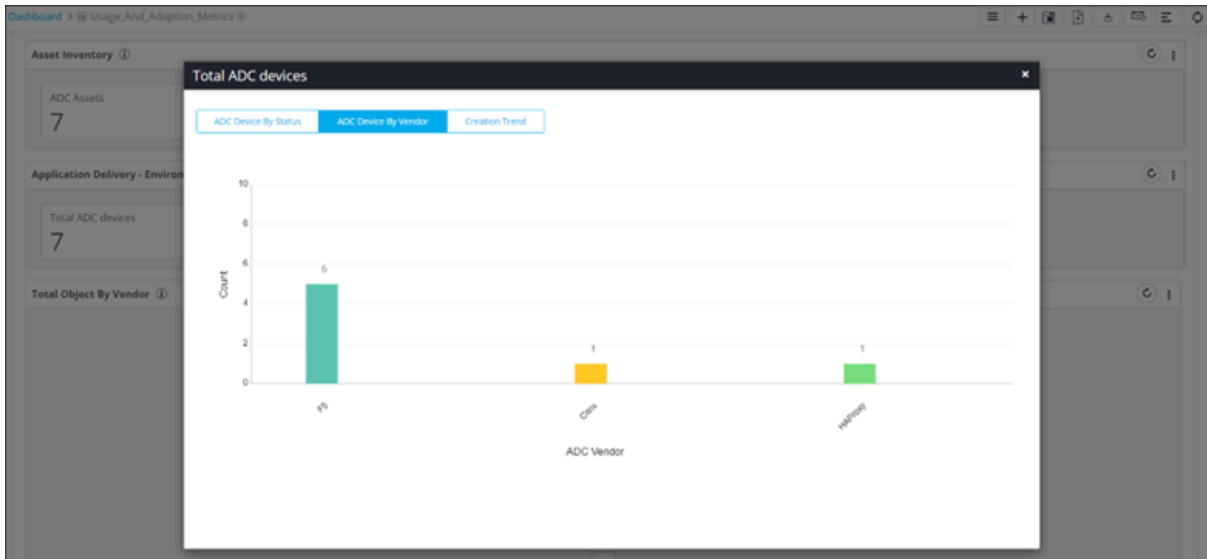 Dashboard > Usage_And_Adoption_Metrics
Asset Inventory
ADC Assets
7
Application Delivery - Environ
Total ADC devices
7
Total Object By Vendor
Total ADC devices
×
ADC Device By Status
ADC Device By Vendor
Creation Trend
10
8
6
4
2
0
Count
5
1
1
F5
Citrix
HAProxy
ADC Vendor